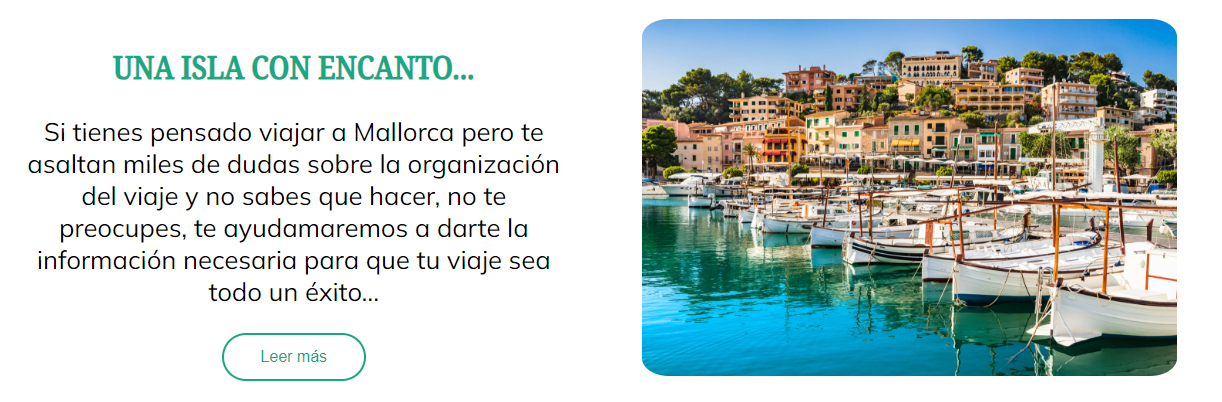 UNA ISLA CON ENCANTO...
Si tienes pensado viajar a Mallorca pero te
asaltan miles de dudas sobre la organización
del viaje y no sabes que hacer, no te
preocupes, te ayudamaremos a darte la
información necesaria para que tu viaje sea
todo un éxito...
Leer más